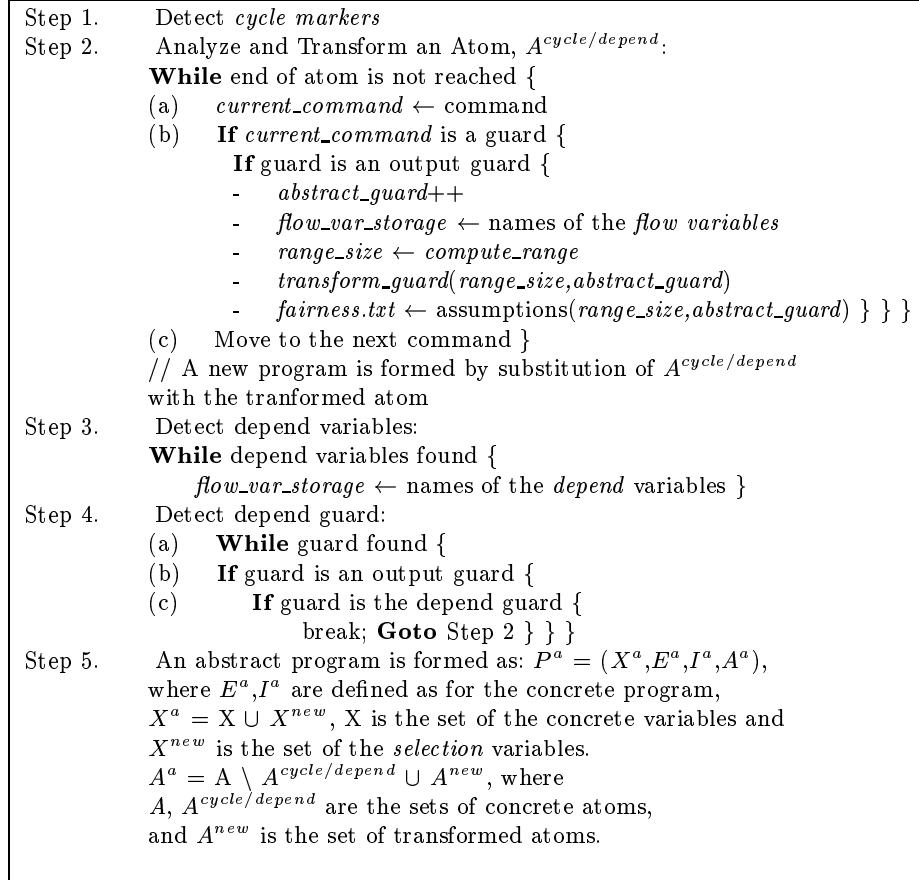 Step 1. Detect cycle markers
Step 2. Analyze and Transform an Atom, A^{cycle/depend}:
While end of atom is not reached {
(a) current_command ← command
(b) If current_command is a guard {
If guard is an output guard {
- abstract_guard++
- flow_var_storage ← names of the flow variables
- range_size ← compute_range
- transform_guard(range_size,abstract_guard)
- fairness.txt ← assumptions(range_size,abstract_guard) } } }
(c) Move to the next command }
// A new program is formed by substitution of A^{cycle/depend}
with the tranformed atom
Step 3. Detect depend variables:
While depend variables found {
flow_var_storage ← names of the depend variables }
Step 4. Detect depend guard:
(a) While guard found {
(b) If guard is an output guard {
(c) If guard is the depend guard {
break; Goto Step 2 } } }
Step 5. An abstract program is formed as: P^a = (X^a,E^a,I^a,A^a),
where E^a,I^a are defined as for the concrete program,
X^a = X ∪ X^{new}, X is the set of the concrete variables and
X^{new} is the set of the selection variables.
A^a = A \ A^{cycle/depend} ∪ A^{new}, where
A, A^{cycle/depend} are the sets of concrete atoms,
and A^{new} is the set of transformed atoms.